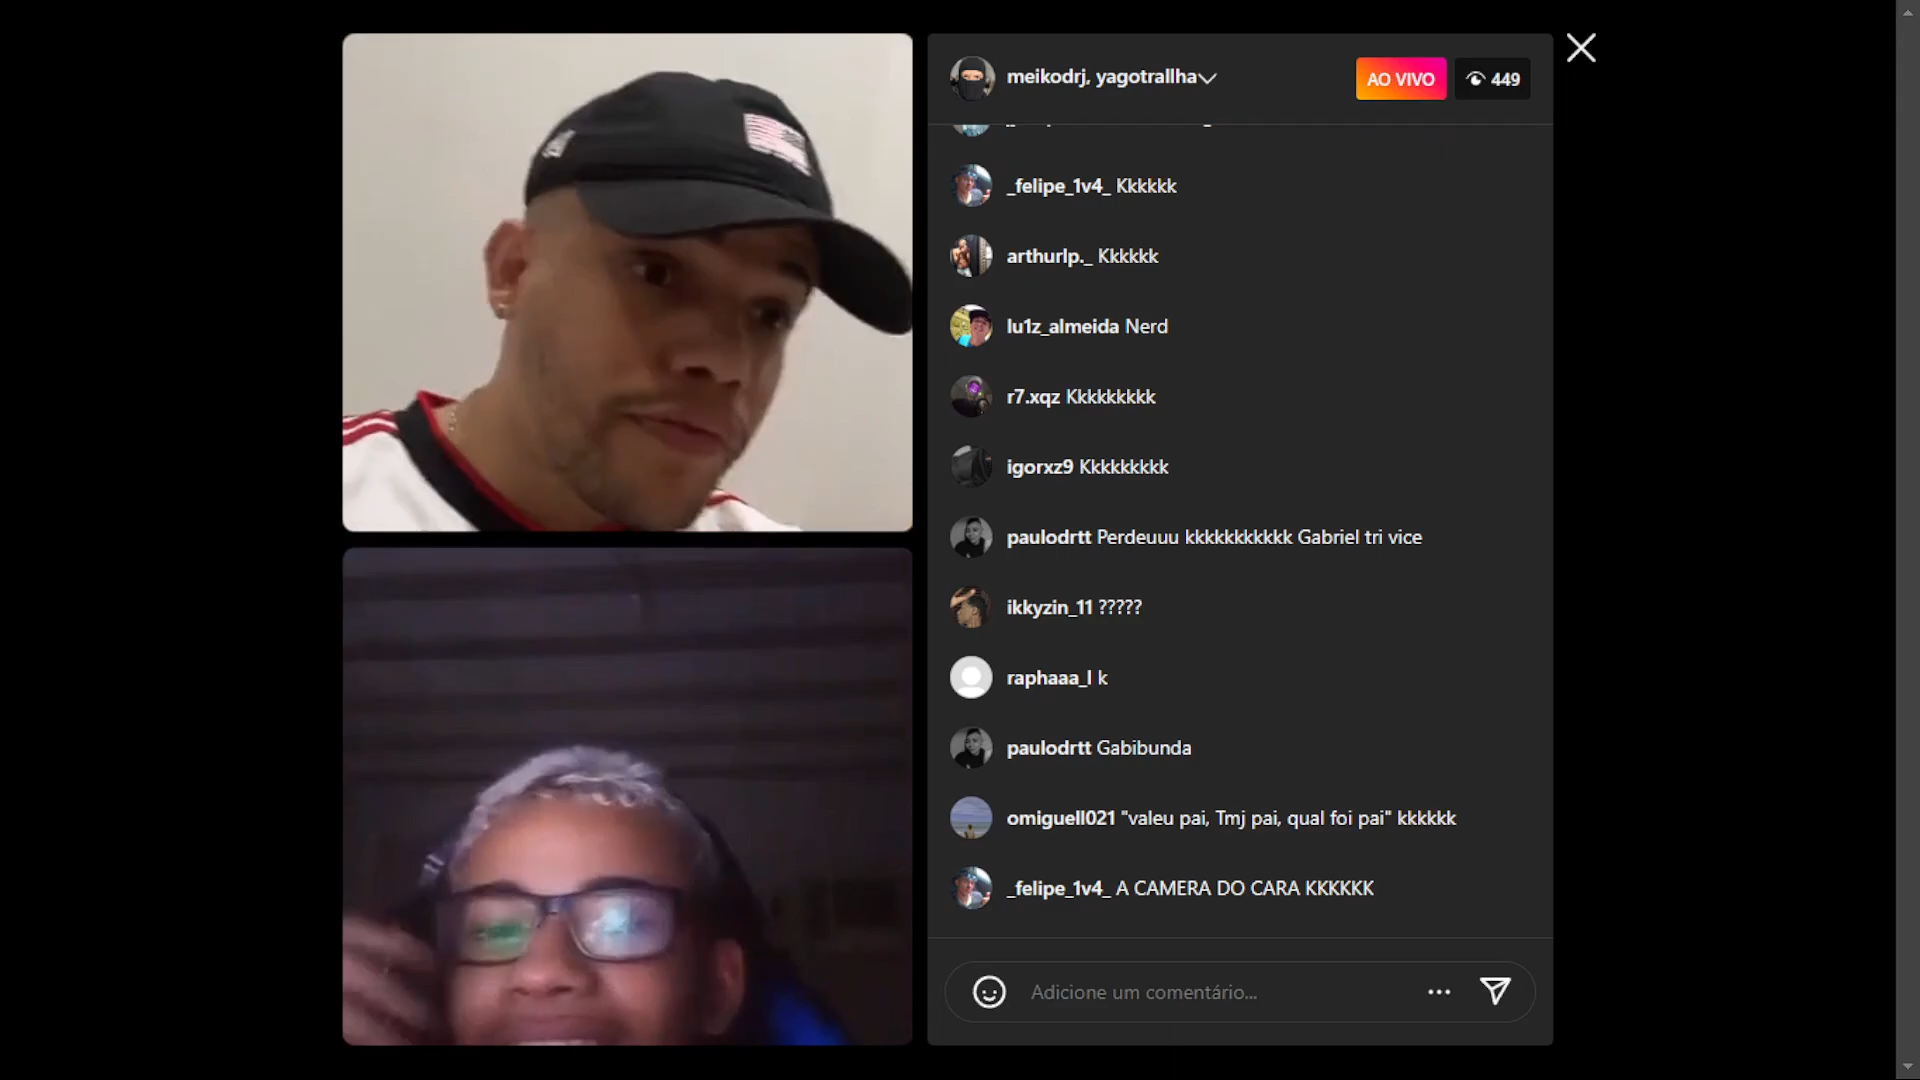 meikodrj, yagotrallha
AO VIVO
449
_felipe_1v4_ Kkkkkk
arthurlp._ Kkkkkk
lu1z_almeida Nerd
r7.xqz Kkkkkkkkk
igorxz9 Kkkkkkkkk
paulodrtt Perdeuuu kkkkkkkkkkk Gabriel tri vice
ikkyzin_11 ?????
raphaaa_l k
paulodrtt Gabibunda
omiguell021 "valeu pai, Tmj pai, qual foi pai" kkkkkk
_felipe_1v4_ A CAMERA DO CARA KKKKKK
Adicione um comentário...